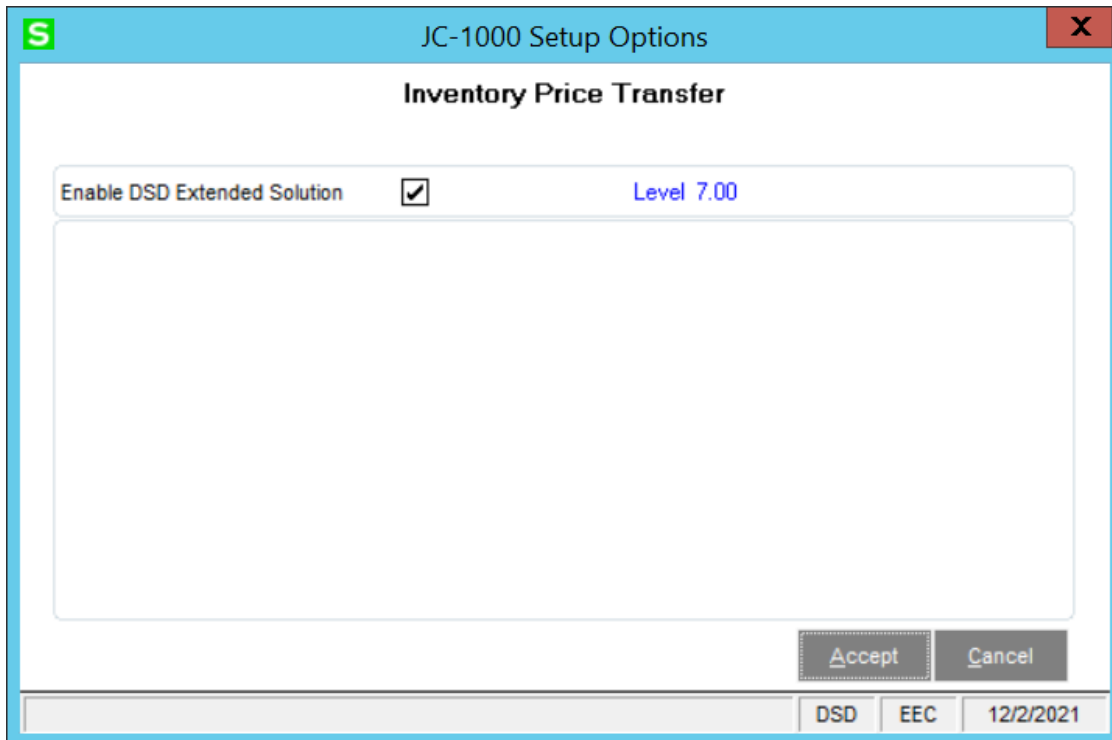 S
JC-1000 Setup Options
X
Inventory Price Transfer
Enable DSD Extended Solution
Level 7.00
Accept
Cancel
DSD
EEC
12/2/2021